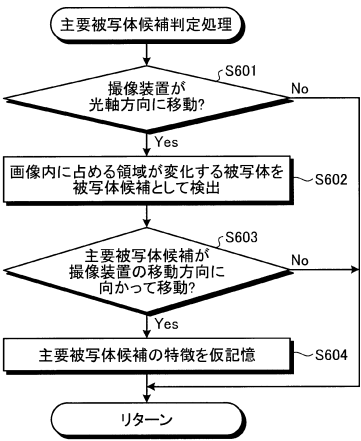 主要被写体候補判定処理
S601
撮像装置が
光軸方向に移動?
No
Yes
画像内に占める領域が変化する被写体を
被写体候補として検出
S602
S603
主要被写体候補が
撮像装置の移動方向に
向かって移動?
No
Yes
主要被写体候補の特徴を仮記憶
S604
リターン